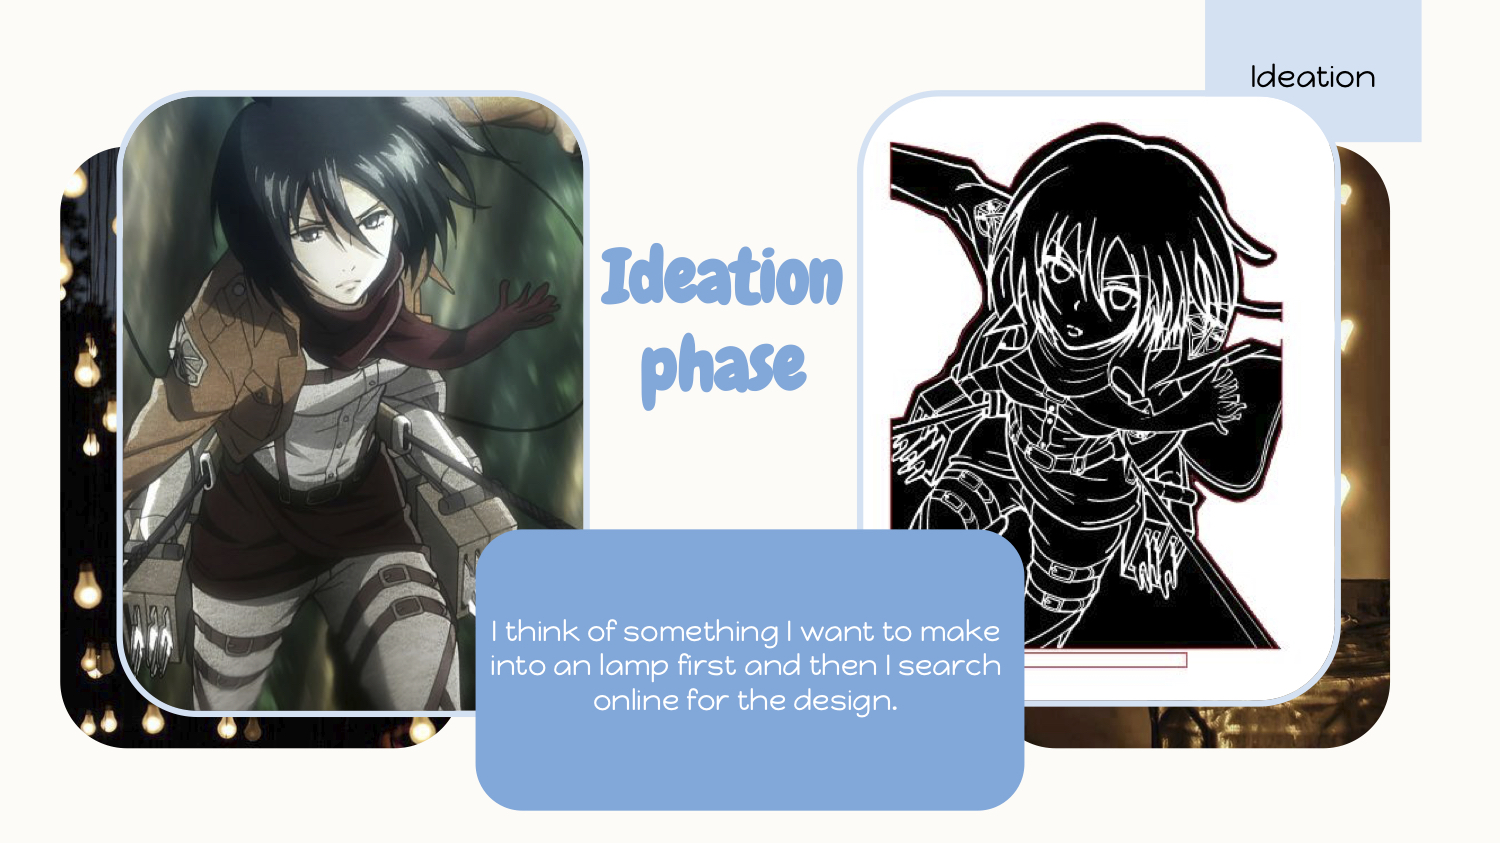 Ideation
Ideation
phase
I think of something I want to make
into an lamp first and then I search
online for the design.